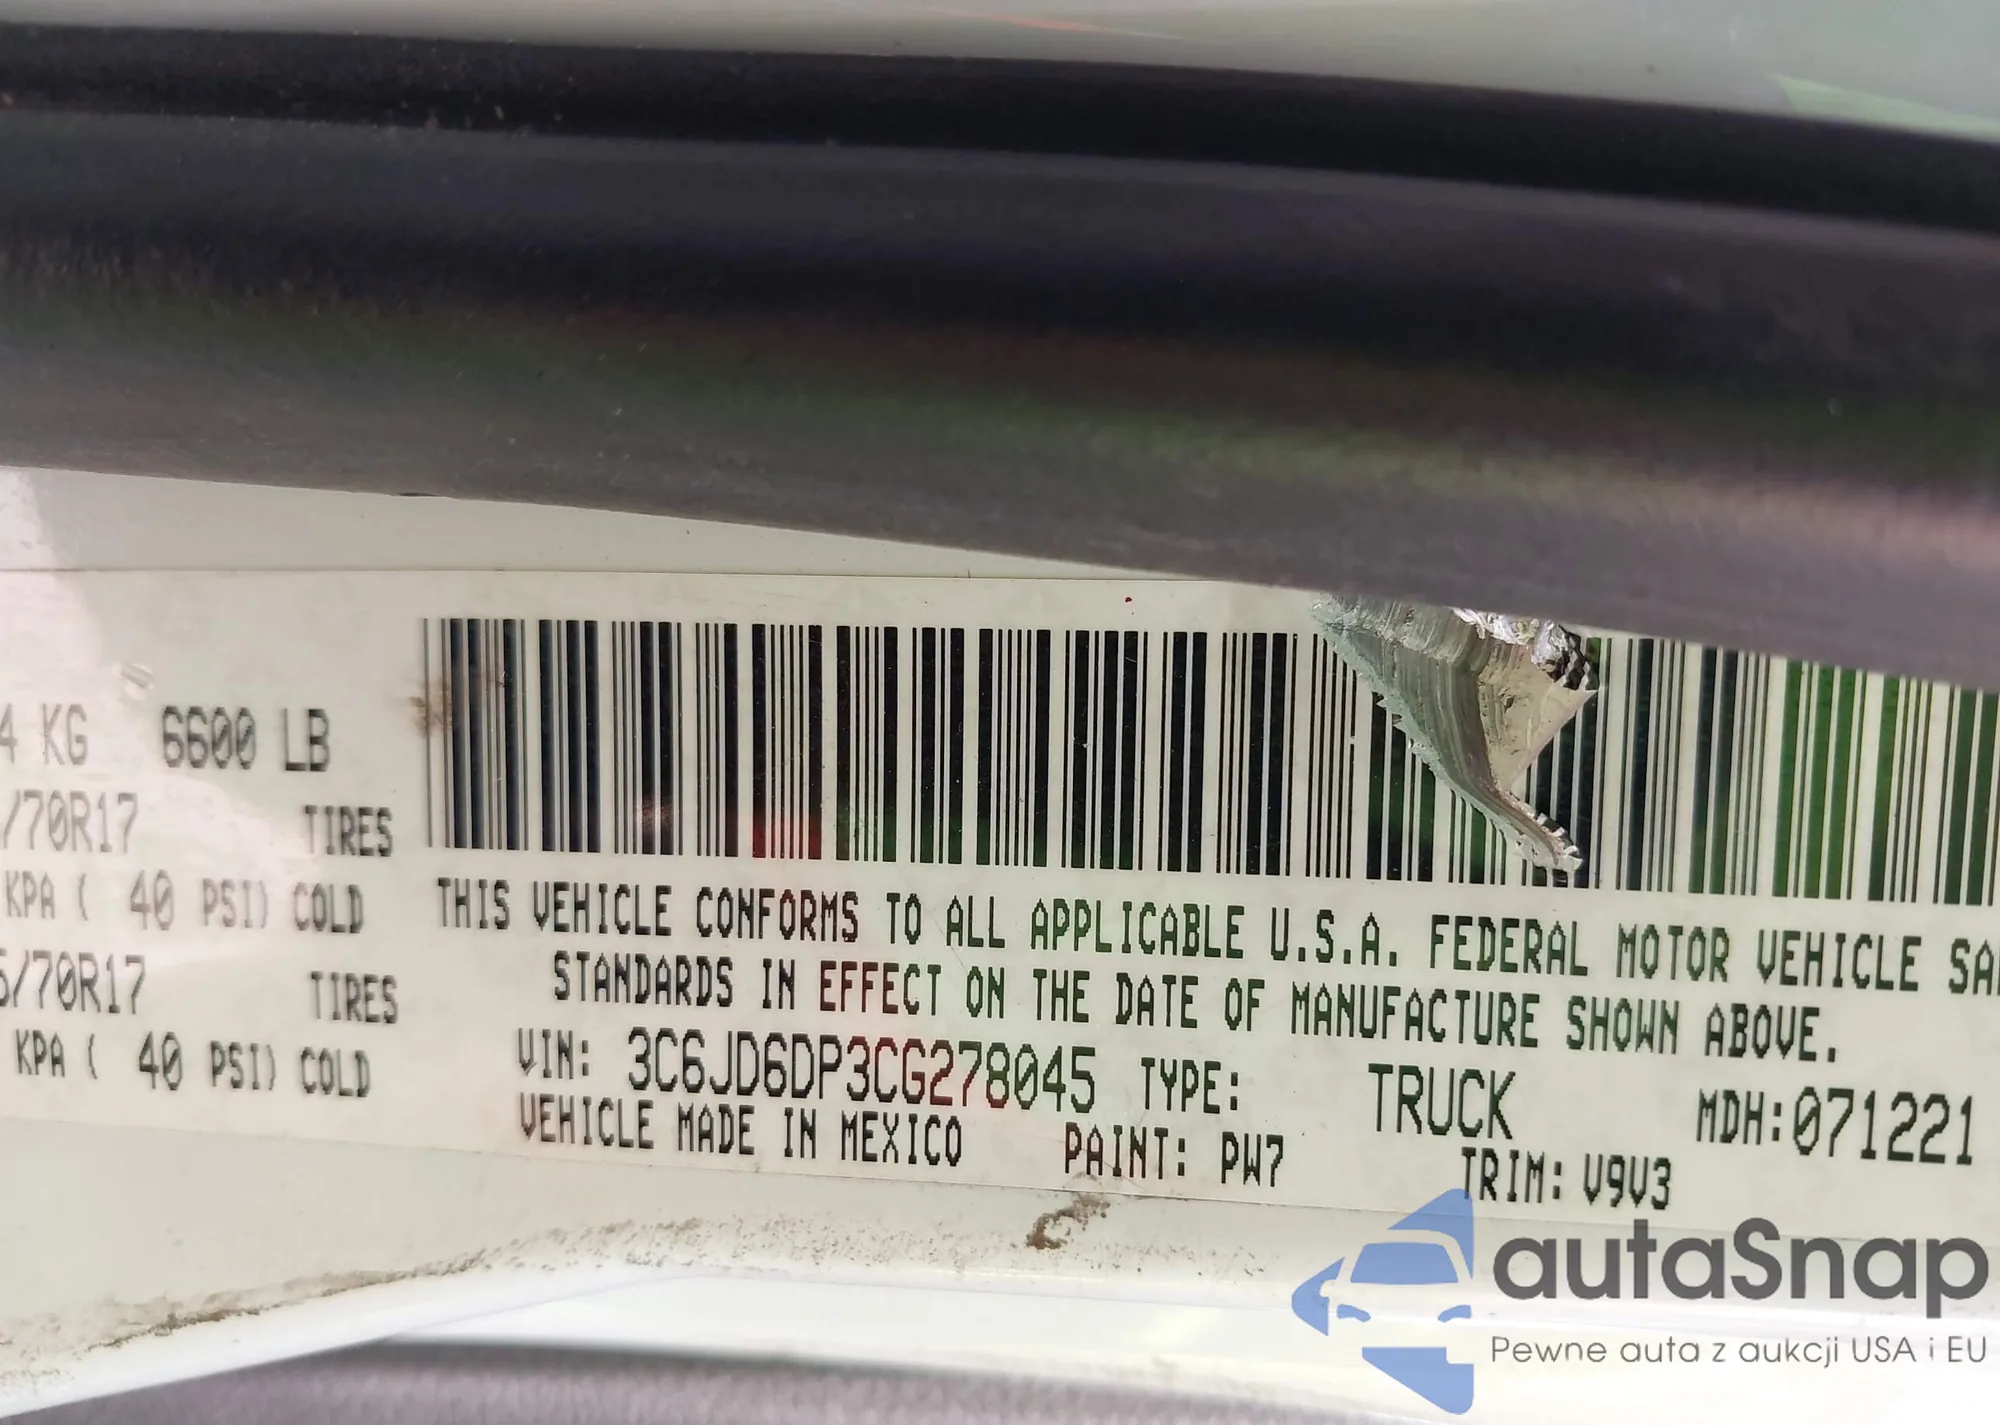 4 KG 6600 LB
/70R17 TIRES
KPA ( 40 PSI) COLD
/70R17 TIRES
KPA ( 40 PSI) COLD
THIS VEHICLE CONFORMS TO ALL APPLICABLE U.S.A. FEDERAL MOTOR VEHICLE SA
STANDARDS IN EFFECT ON THE DATE OF MANUFACTURE SHOWN ABOVE.
VIN: 3C6JD6DP3CG278045 TYPE: TRUCK MDH:071221
VEHICLE MADE IN MEXICO PAINT: PW7 TRIM: V9V3
autaSnap
Pewne auta z aukcji USA i EU